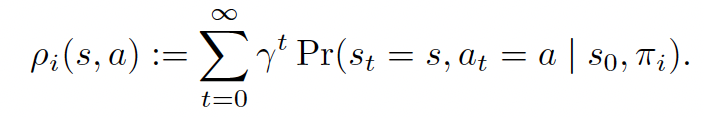 ρ_i(s, a) := ∑_{t=0}^{∞} γ^t Pr(s_t = s, a_t = a | s_0, π_i).